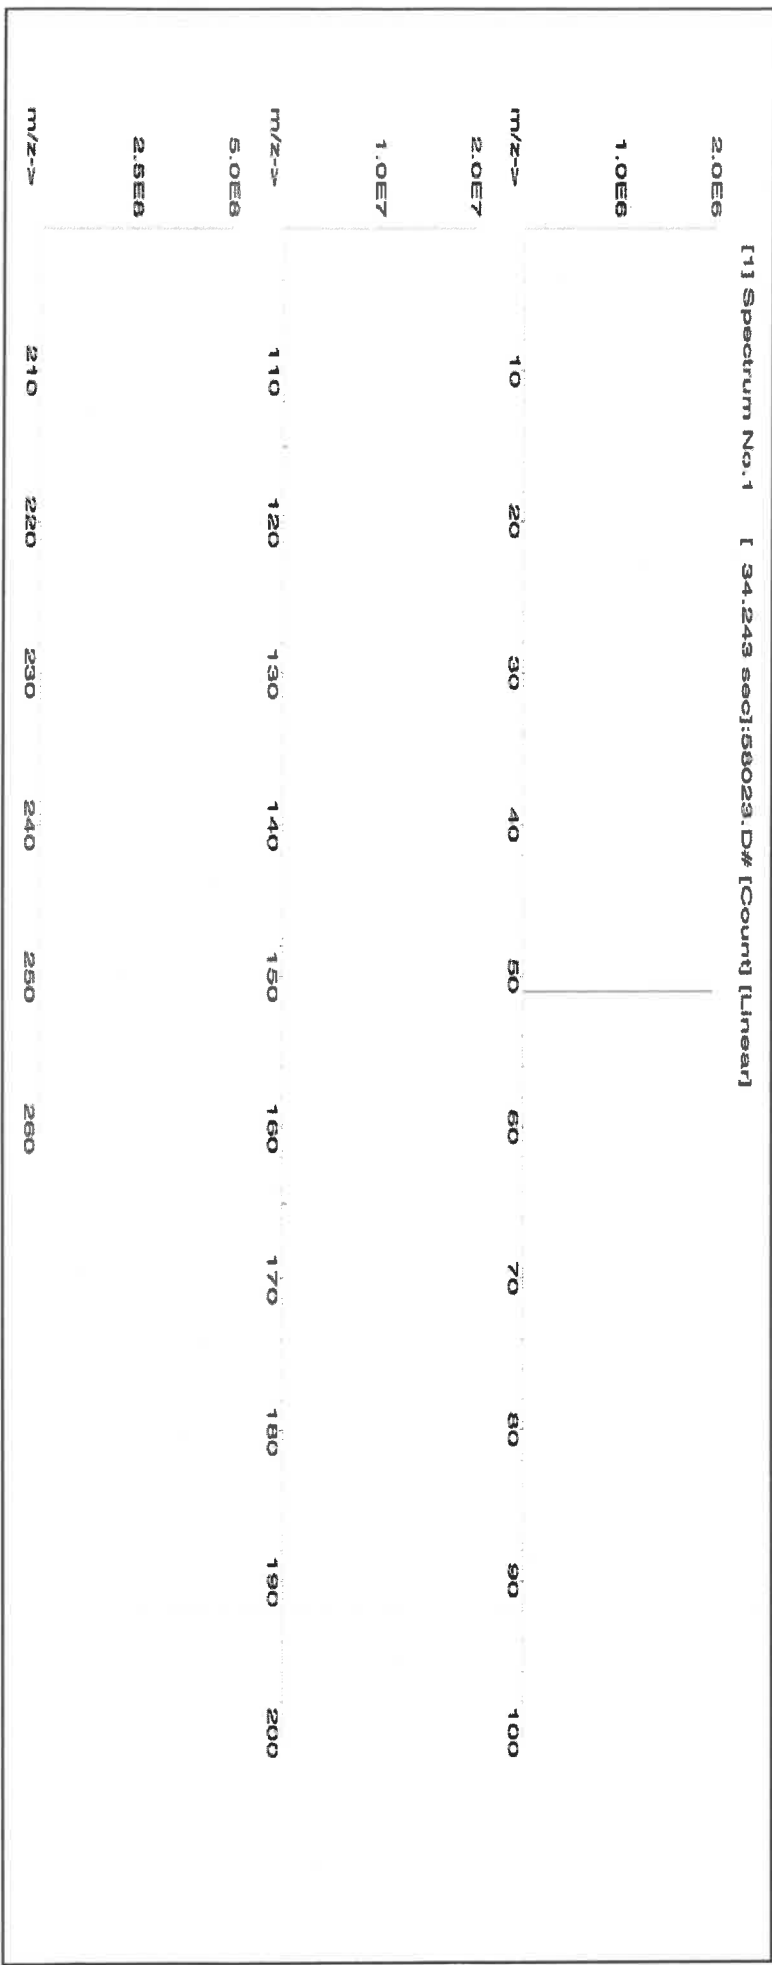 [1] Spectrum No.1 [ 34.243 sec]:58023.D# [Count] [Linear]
2.0E6
1.0E6
m/z-> 10 20 30 40 50 60 70 80 90 100
2.0E7
1.0E7
m/z-> 110 120 130 140 150 160 170 180 190 200
5.0E6
2.5E6
m/z-> 210 220 230 240 250 260